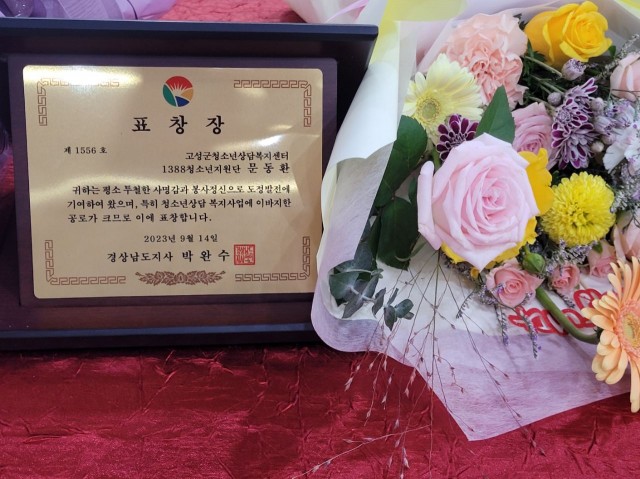 표창장
제 1556 호
고성군청소년상담복지센터
1388청소년지원단 문동환
귀하는 평소 투철한 사명감과 봉사정신으로 도정발전에
기여하여 왔으며, 특히 청소년상담 복지사업에 이바지한
공로가 크므로 이에 표창합니다.
2023년 9월 14일
경상남도지사 박완수